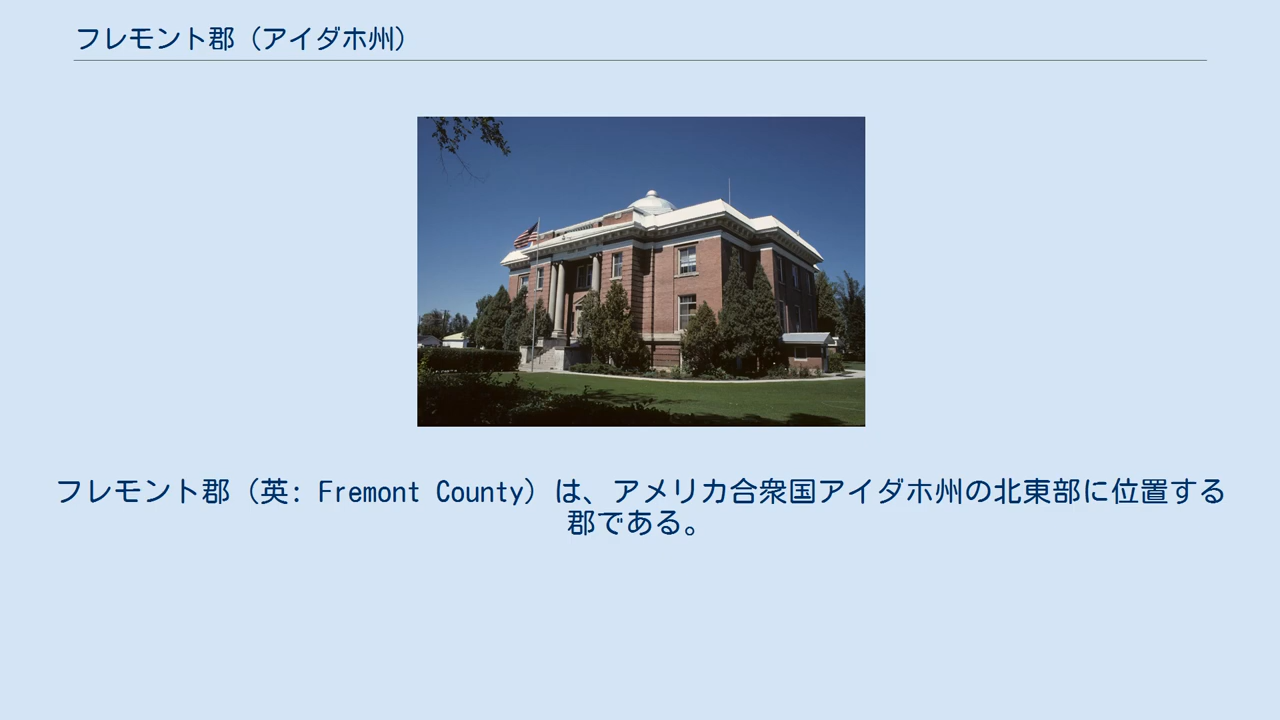 フレモント郡（アイダホ州）
フレモント郡（英: Fremont County）は、アメリカ合衆国アイダホ州の北東部に位置する
郡である。